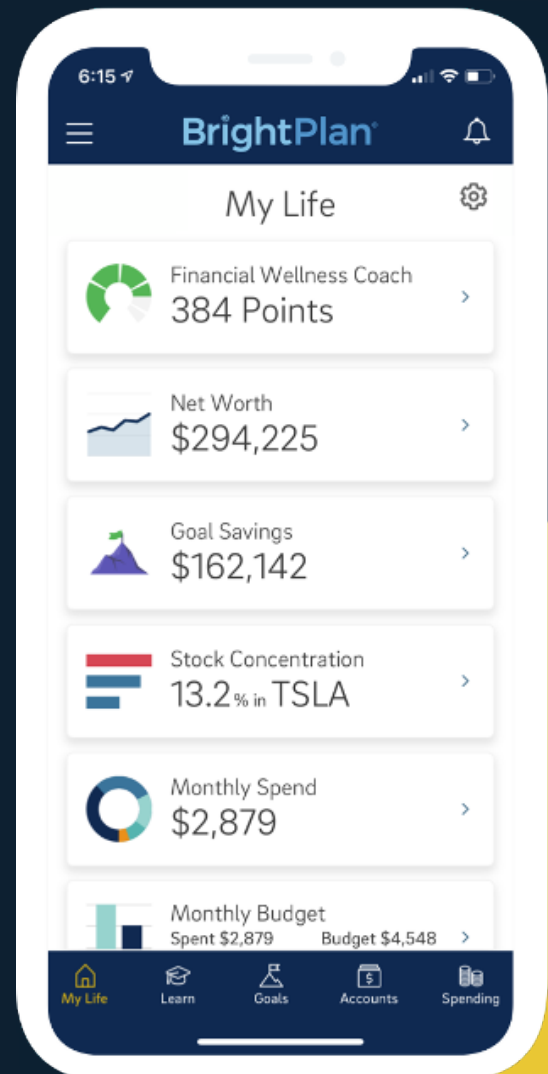 6:15
BrightPlan
My Life
Financial Wellness Coach
384 Points
Net Worth
$294,225
Goal Savings
$162,142
Stock Concentration
13.2% in TSLA
Monthly Spend
$2,879
Monthly Budget
Spent $2,879 Budget $4,548
My Life Learn Goals Accounts Spending